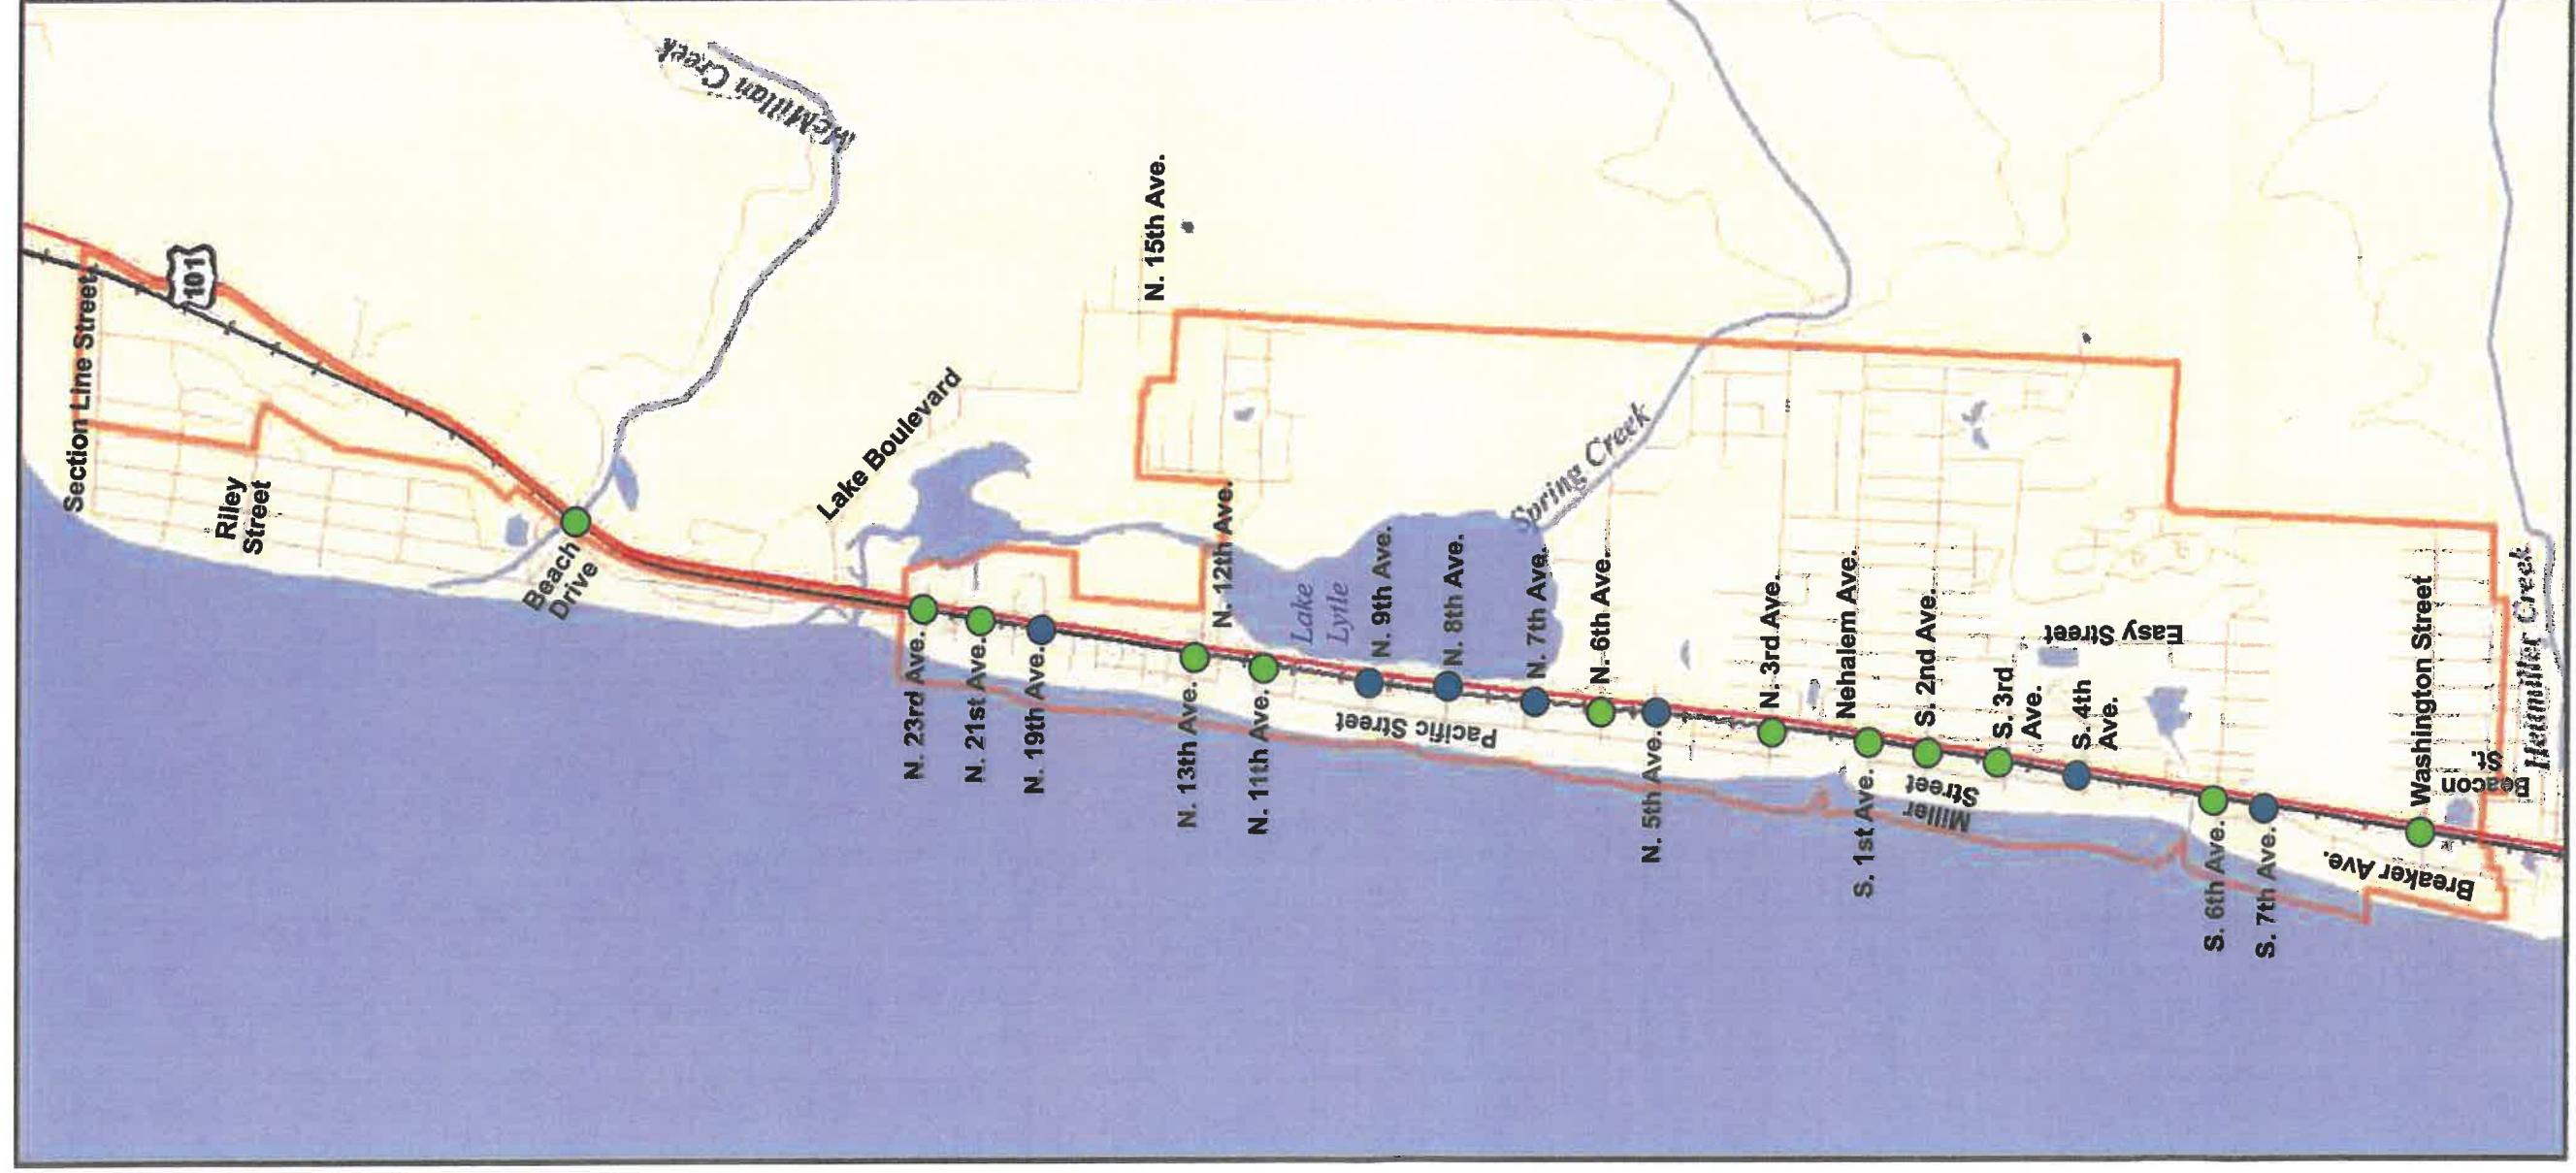 McMillan Creek
101
Section Line Street
N. 15th Ave.
Riley
Street
Lake Boulevard
Beach
Drive
Spring Creek
N. 12th Ave.
Lake
Lytle
N. 9th Ave.
N. 8th Ave.
N. 7th Ave.
N. 6th Ave.
N. 3rd Ave.
Nehalem Ave.
S. 2nd Ave.
S. 3rd
Ave.
S. 4th
Ave.
Easy Street
Washington Street
Beacon
St
Heitmiller Creek
N. 23rd Ave.
N. 21st Ave.
N. 19th Ave.
N. 13th Ave.
N. 11th Ave.
Pacific Street
N. 5th Ave.
S. 1st Ave.
Miller
Street
S. 6th Ave.
S. 7th Ave.
Breaker Ave.